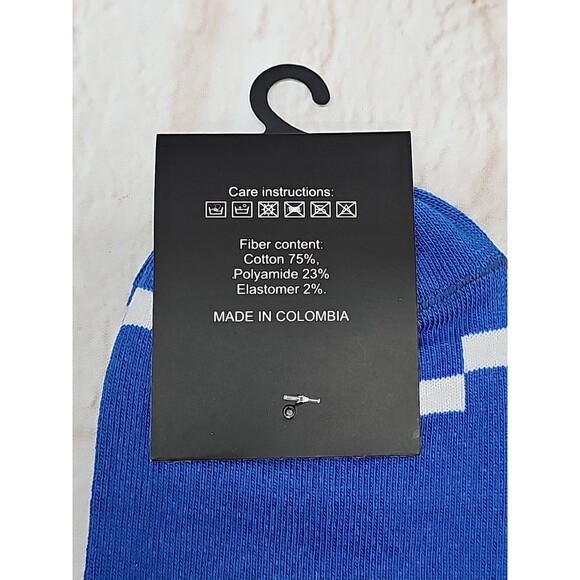 Care instructions:
Fiber content:
Cotton 75%,
.Polyamide 23%
Elastomer 2%.
MADE IN COLOMBIA